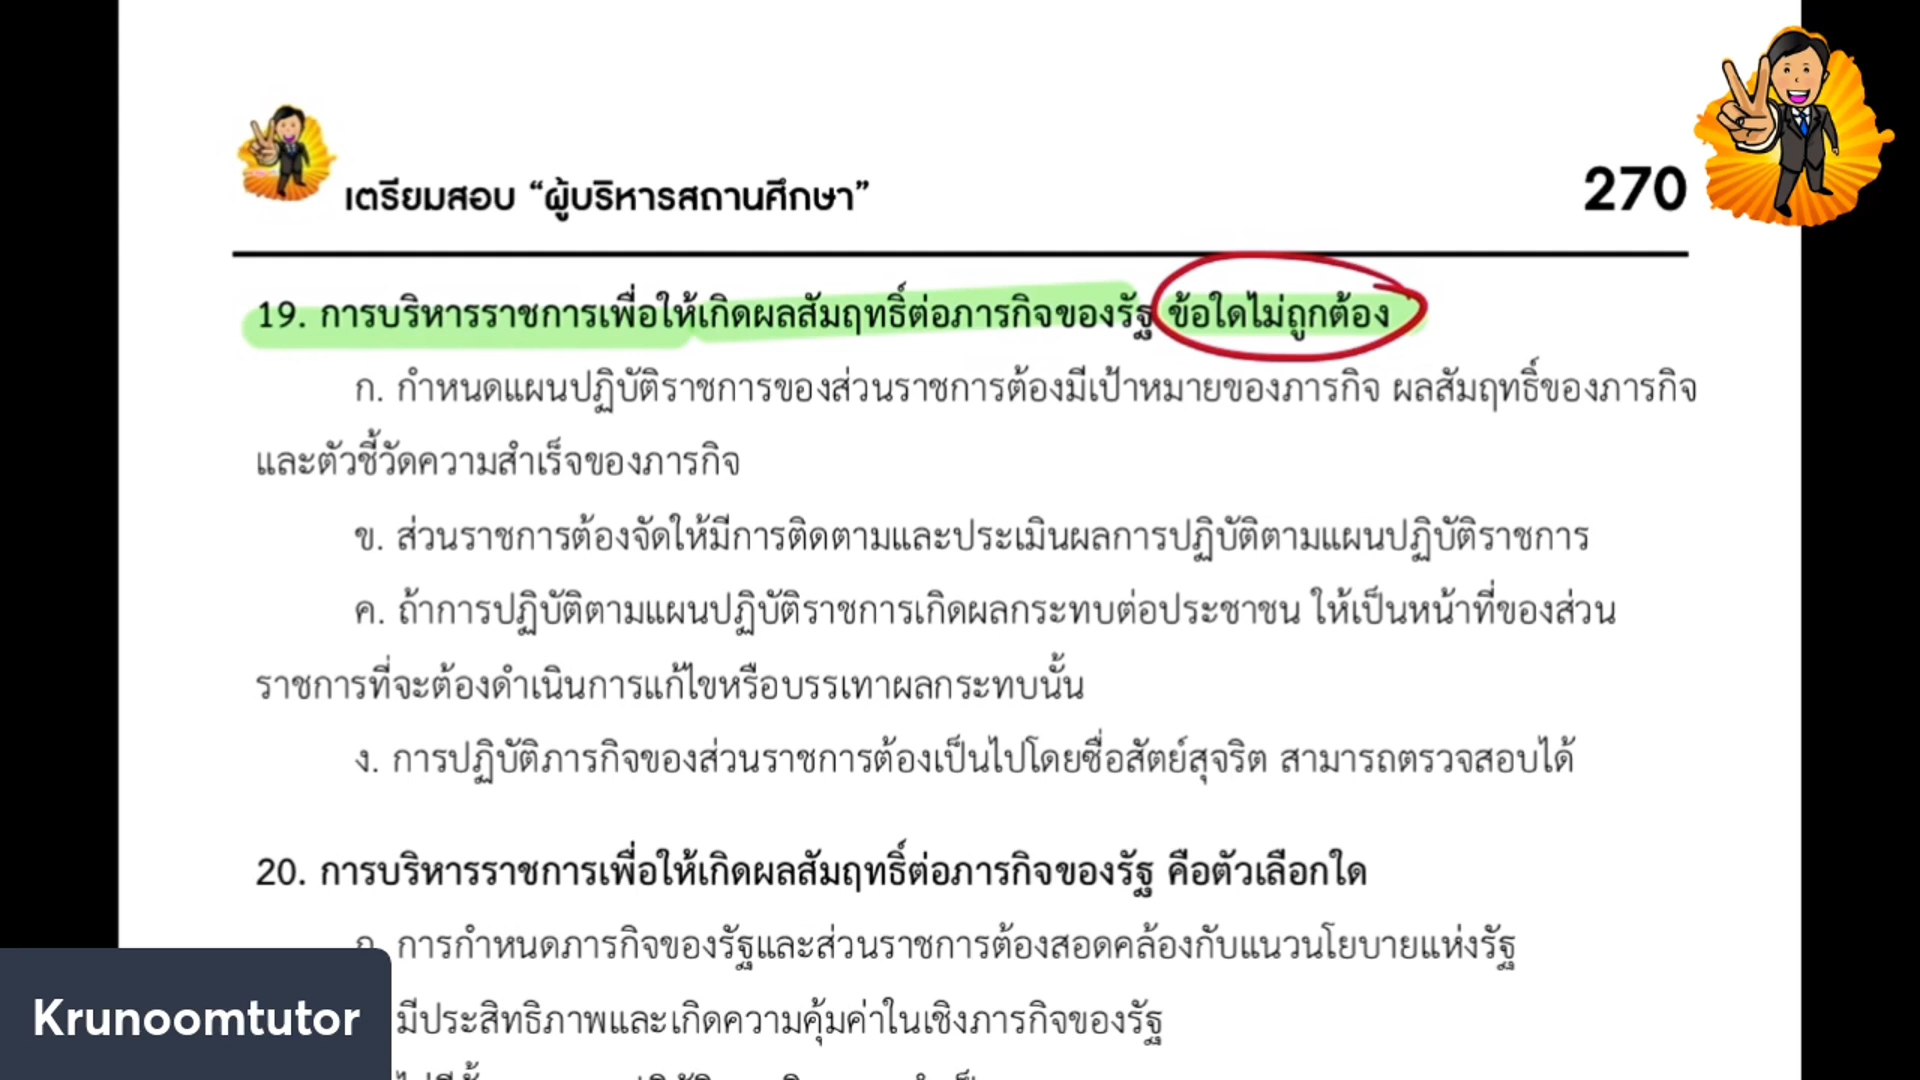 เตรียมสอบ “ผู้บริหารสถานศึกษา”
270
19. การบริหารราชการเพื่อให้เกิดผลสัมฤทธิ์ต่อภารกิจของรัฐ ข้อใดไม่ถูกต้อง
ก. กำหนดแผนปฏิบัติราชการของส่วนราชการต้องมีเป้าหมายของภารกิจ ผลสัมฤทธิ์ของภารกิจ
และตัวชี้วัดความสำเร็จของภารกิจ
ข. ส่วนราชการต้องจัดให้มีการติดตามและประเมินผลการปฏิบัติตามแผนปฏิบัติราชการ
ค. ถ้าการปฏิบัติตามแผนปฏิบัติราชการเกิดผลกระทบต่อประชาชน ให้เป็นหน้าที่ของส่วน
ราชการที่จะต้องดำเนินการแก้ไขหรือบรรเทาผลกระทบนั้น
ง. การปฏิบัติภารกิจของส่วนราชการต้องเป็นไปโดยซื่อสัตย์สุจริต สามารถตรวจสอบได้
20. การบริหารราชการเพื่อให้เกิดผลสัมฤทธิ์ต่อภารกิจของรัฐ คือตัวเลือกใด
ก. การกำหนดภารกิจของรัฐและส่วนราชการต้องสอดคล้องกับแนวนโยบายแห่งรัฐ
มีประสิทธิภาพและเกิดความคุ้มค่าในเชิงภารกิจของรัฐ
Krunoomtutor